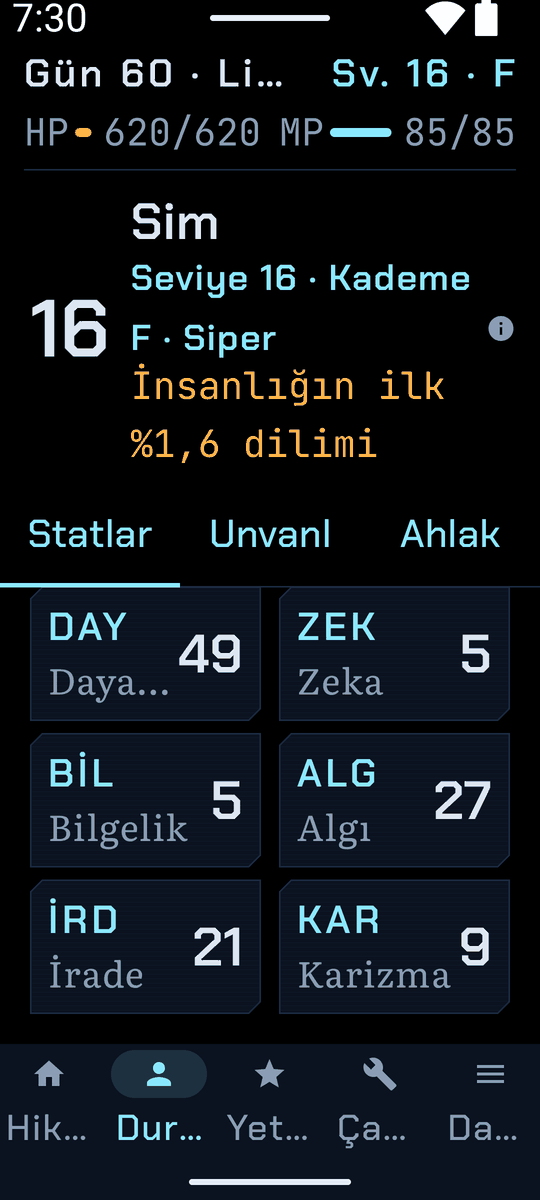 7:30
Gün 60 · Li... Sv. 16 · F
HP 620/620 MP 85/85
16
Sim
Seviye 16 · Kademe
F · Siper
İnsanlığın ilk
%1,6 dilimi
Statlar Unvanl Ahlak
DAY 49 ZEK 5
Daya... Zeka
BİL 5 ALG 27
Bilgelik Algı
İRD 21 KAR 9
İrade Karizma
Hik... Dur... Yet... Ça... Da...